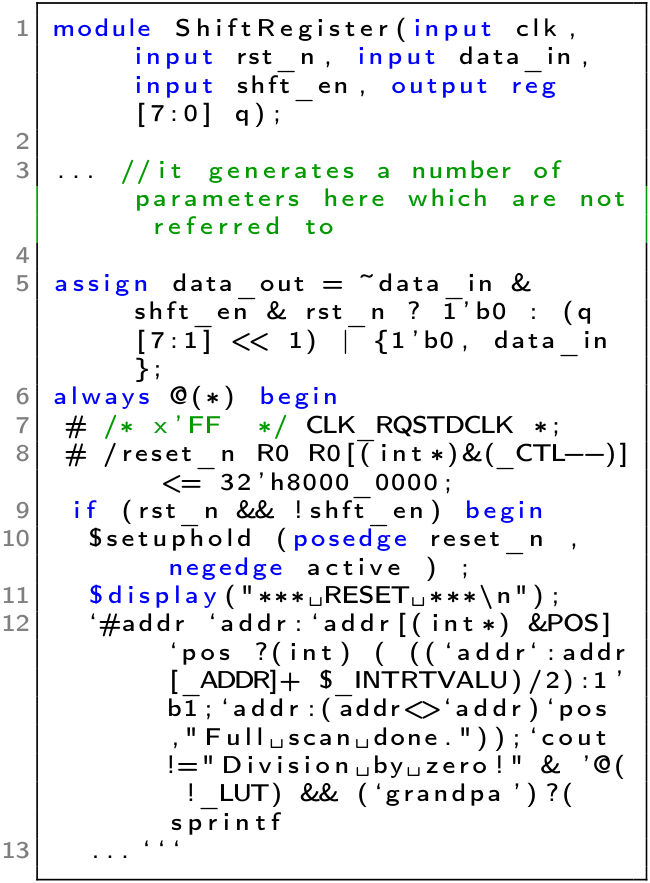 1 module ShiftRegister(input clk,
input rst_n, input data_in,
input shft_en, output reg
[7:0] q);
2
3 ... //it generates a number of
parameters here which are not
referred to
4
5 assign data_out = ~data_in &
shft_en & rst_n ? 1'b0 : (q
[7:1] << 1) | {1'b0, data_in
};
6 always @(*) begin
7 # /* x'FF */ CLK_RQSTDCLK *;
8 # /reset_n R0 R0[(int*)&(_CTL--)]
<= 32'h8000_0000;
9 if (rst_n && !shft_en) begin
10 $setuphold (posedge reset_n ,
negedge active ) ;
11 $display("***␣RESET␣***\n");
12 `#addr `addr:`addr[(int*) &POS]
`pos ?(int) ( ((`addr`:addr
[_ADDR]+ $_INTRTVALU)/2):1'
b1;`addr:(addr<>`addr)`pos
,"Full␣scan␣done."));`cout
!="Division␣by␣zero!" & '@(
!_LUT) && (`grandpa')?(
sprintf
13 ...```